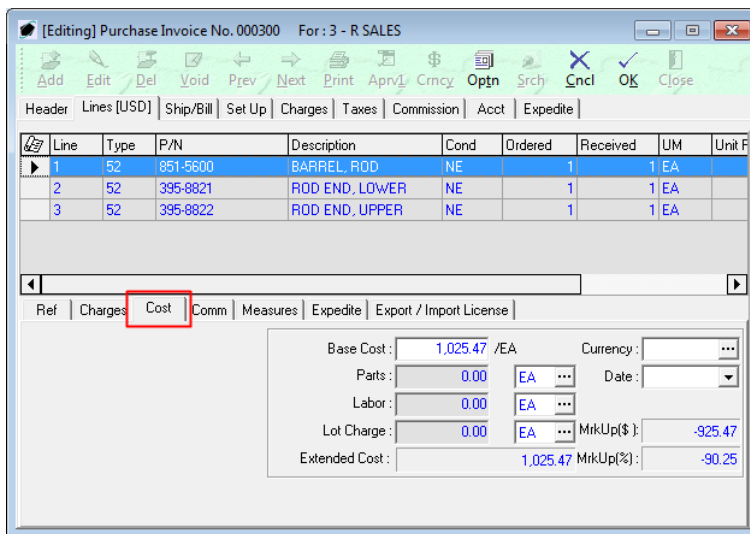 [Editing] Purchase Invoice No. 000300 For : 3 - R SALES
Add Edit Del Void Prev Next Print Aprv1 Crncy Optn Srch Cncl OK Close
Header Lines [USD] Ship/Bill Set Up Charges Taxes Commission Acct Expedite
Line Type P/N Description Cond Ordered Received UM Unit P
1 52 851-5600 BARREL, ROD NE 1 1 EA
2 52 395-8821 ROD END, LOWER NE 1 1 EA
3 52 395-8822 ROD END, UPPER NE 1 1 EA
Ref Charges Cost Comm Measures Expedite Export / Import License
Base Cost : 1,025.47 /EA Currency : ...
Parts : 0.00 EA ... Date :
Labor : 0.00 EA ...
Lot Charge : 0.00 EA ... MrkUp($ ): -925.47
Extended Cost : 1,025.47 MrkUp(%) : -90.25